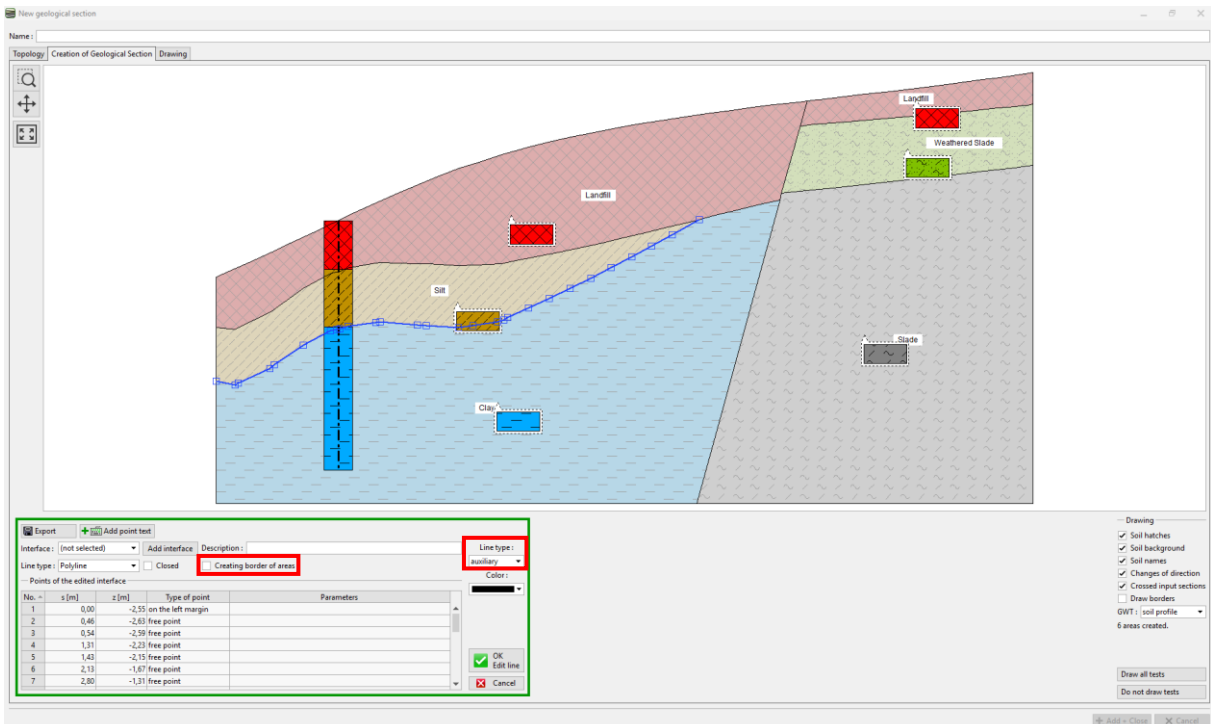 New geological section
Name :
Topology Creation of Geological Section Drawing
Landfill
Weathered Slade
Landfill
Silt
Slade
Clay
Export Add point text
Interface : (not selected) Add interface Description :
Line type : Polyline Closed Creating border of areas
Line type :
auxiliary
Color :
Points of the edited interface
No. s [m] z [m] Type of point Parameters
1 0,00 -2,55 on the left margin
2 0,46 -2,63 free point
3 0,54 -2,59 free point
4 1,31 -2,23 free point
5 1,43 -2,15 free point
6 2,13 -1,67 free point
7 2,80 -1,31 free point
OK
Edit line
Cancel
Drawing
Soil hatches
Soil background
Soil names
Changes of direction
Crossed input sections
Draw borders
GWT : soil profile
6 areas created.
Draw all tests
Do not draw tests
Add + Close Cancel